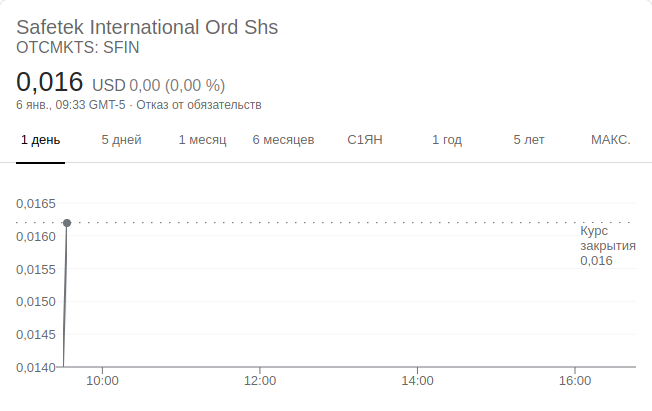 Safetek International Ord Shs
OTCMKTS: SFIN
0,016 USD 0,00 (0,00 %)
6 янв., 09:33 GMT-5 · Отказ от обязательств
1 день 5 дней 1 месяц 6 месяцев С1ЯН 1 год 5 лет МАКС.
0,0165
0,0160
0,0155
0,0150
0,0145
0,0140
Курс
закрытия
0,016
10:00 12:00 14:00 16:00